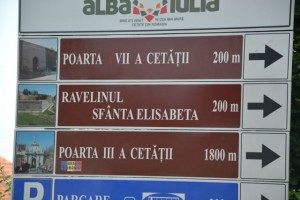 ALBA IULIA
POARTA VII A CETĂȚII 200 m
RAVELINUL 200 m
SFÂNTA ELISABETA
POARTA III A CETĂȚII 1800 m
P PARCARE